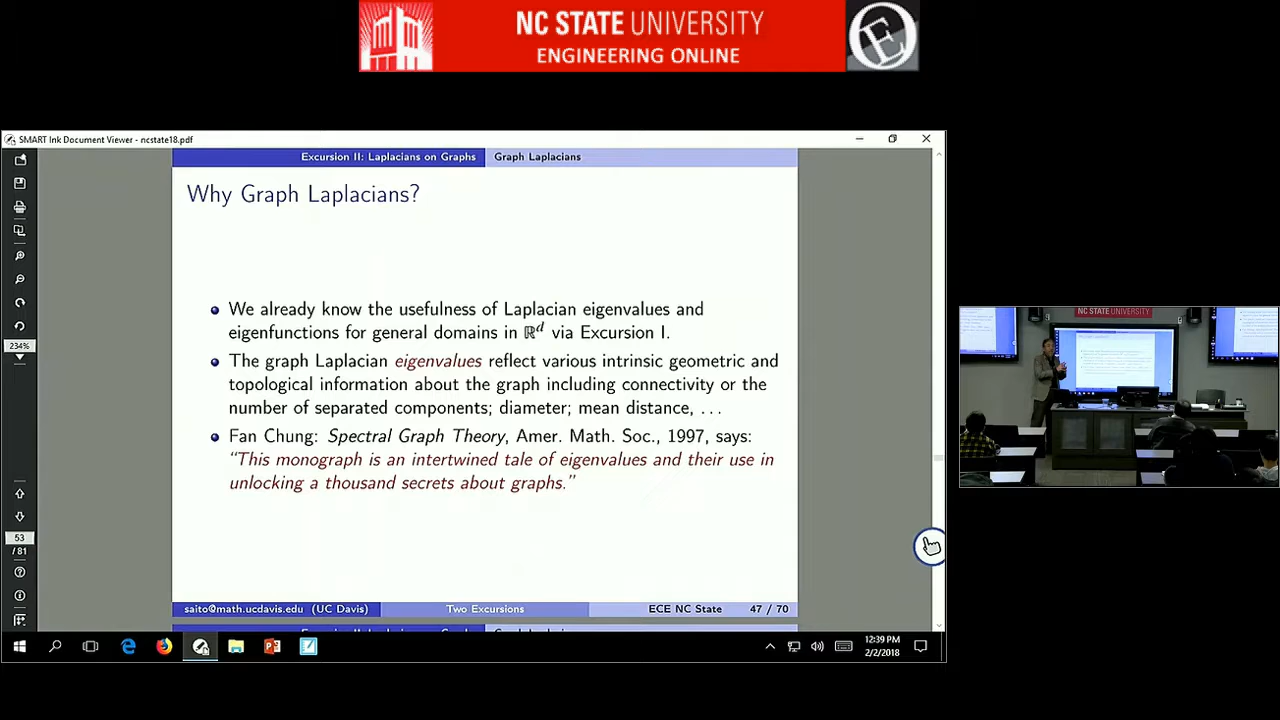 NC STATE UNIVERSITY
ENGINEERING ONLINE
SMART Ink Document Viewer - ncstate18.pdf
Excursion II: Laplacians on Graphs Graph Laplacians
Why Graph Laplacians?
We already know the usefulness of Laplacian eigenvalues and
eigenfunctions for general domains in ℝᵈ via Excursion I.
The graph Laplacian eigenvalues reflect various intrinsic geometric and
topological information about the graph including connectivity or the
number of separated components; diameter; mean distance, …
Fan Chung: Spectral Graph Theory, Amer. Math. Soc., 1997, says:
“This monograph is an intertwined tale of eigenvalues and their use in
unlocking a thousand secrets about graphs.”
234%
53
/ 81
saito@math.ucdavis.edu (UC Davis) Two Excursions ECE NC State 47 / 70
12:39 PM
2/2/2018
NC STATE UNIVERSITY